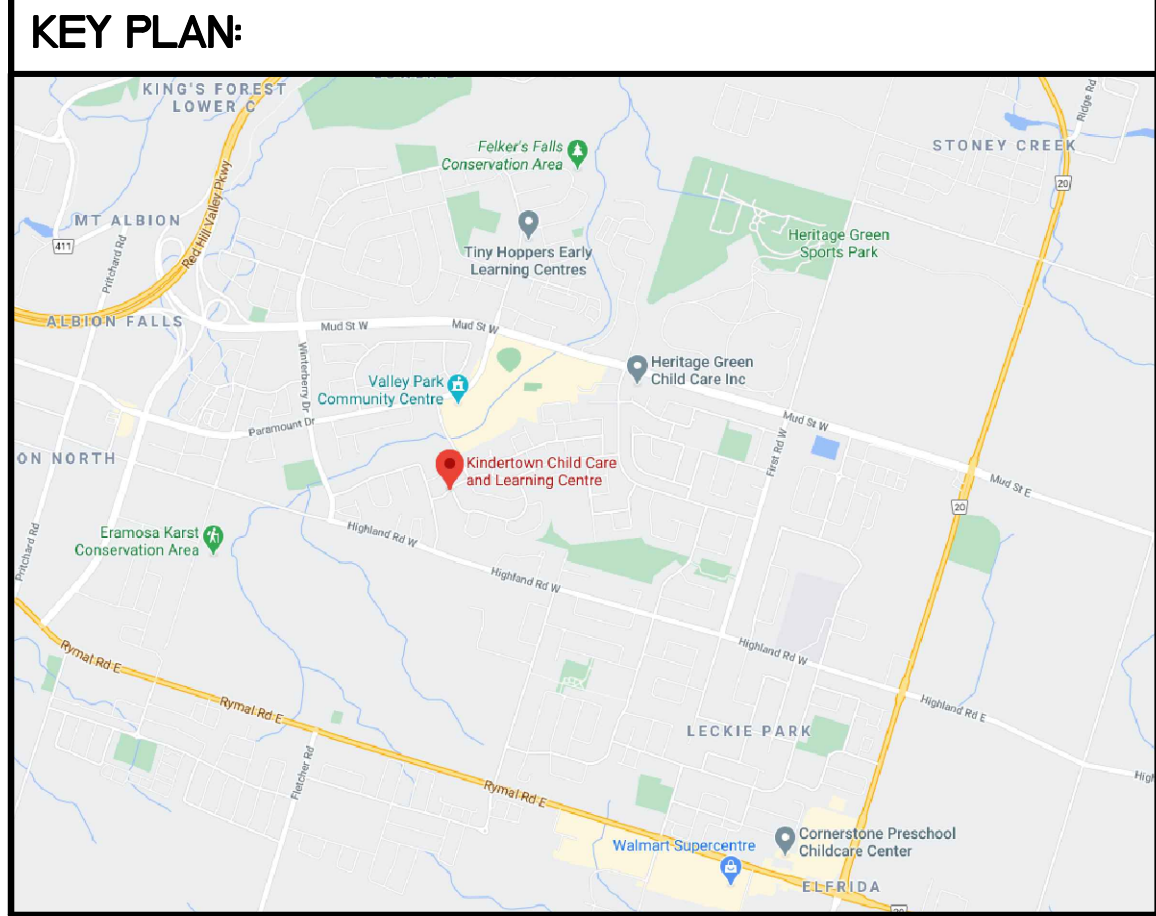 KEY PLAN:
KING'S FOREST
LOWER C
Ridge Rd
STONEY CREEK
Felker's Falls
Conservation Area
20
Red Hill Valley Pkwy
MT ALBION
411
Pritchard Rd
Tiny Hoppers Early
Learning Centres
Heritage Green
Sports Park
ALBION FALLS
Mud St W
Mud St W
Winterberry Dr
Heritage Green
Child Care Inc
Valley Park
Community Centre
Paramount Dr
Mud St W
First Rd W
ON NORTH
Kindertown Child Care
and Learning Centre
Mud St E
20
Highland Rd W
Eramosa Karst
Conservation Area
Pritchard Rd
Highland Rd W
Highland Rd W
Rymal Rd E
Rymal Rd E
Highland Rd E
LECKIE PARK
Fletcher Rd
High
Rymal Rd E
Cornerstone Preschool
Childcare Center
Walmart Supercentre
ELFRIDA
20